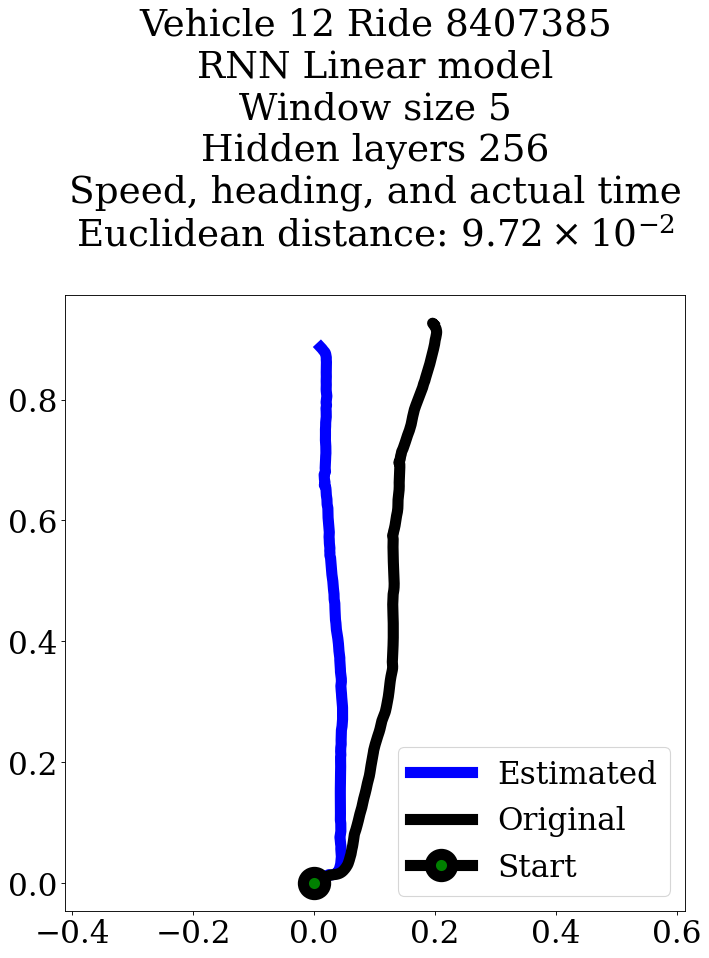 Vehicle 12 Ride 8407385
RNN Linear model
Window size 5
Hidden layers 256
Speed, heading, and actual time
Euclidean distance: 9.72 × 10⁻²
0.8
0.6
0.4
0.2
0.0
Estimated
Original
Start
−0.4 −0.2 0.0 0.2 0.4 0.6